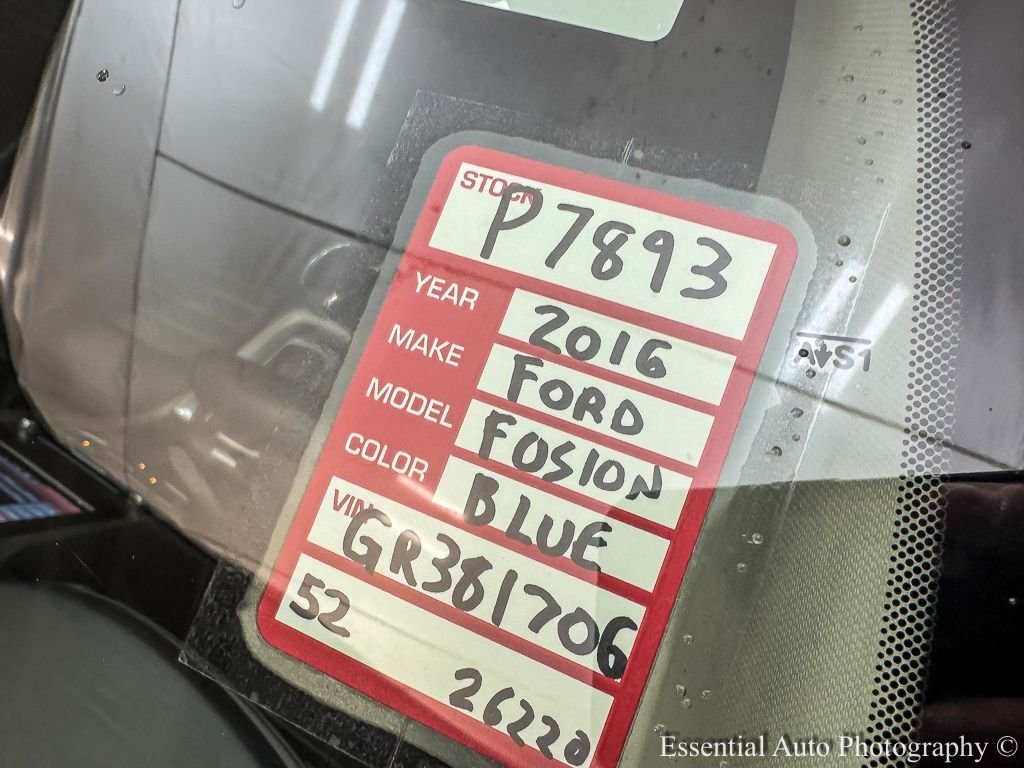 STOCK
P7893
YEAR 2016
MAKE FORD
MODEL FUSION
COLOR BLUE
VIN
GR381706
52
26220
AS1
Essential Auto Photography ©